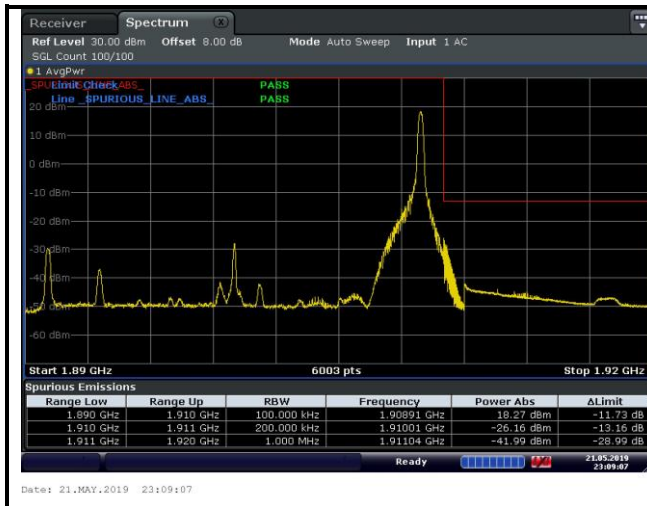 Receiver Spectrum X
Ref Level 30.00 dBm Offset 8.00 dB Mode Auto Sweep Input 1 AC
SGL Count 100/100
1 AvgPwr
_SPURIOUS_LINE_ABS_
Limit Check PASS
Line _SPURIOUS_LINE_ABS_ PASS
20 dBm
10 dBm
0 dBm
-10 dBm
-20 dBm
-30 dBm
-40 dBm
-50 dBm
-60 dBm
Start 1.89 GHz 6003 pts Stop 1.92 GHz
Spurious Emissions
Range Low Range Up RBW Frequency Power Abs ΔLimit
1.890 GHz 1.910 GHz 100.000 kHz 1.90891 GHz 18.27 dBm -11.73 dB
1.910 GHz 1.911 GHz 200.000 kHz 1.91001 GHz -26.16 dBm -13.16 dB
1.911 GHz 1.920 GHz 1.000 MHz 1.91104 GHz -41.99 dBm -28.99 dB
Ready 21.05.2019
23:09:07
Date: 21.MAY.2019 23:09:07